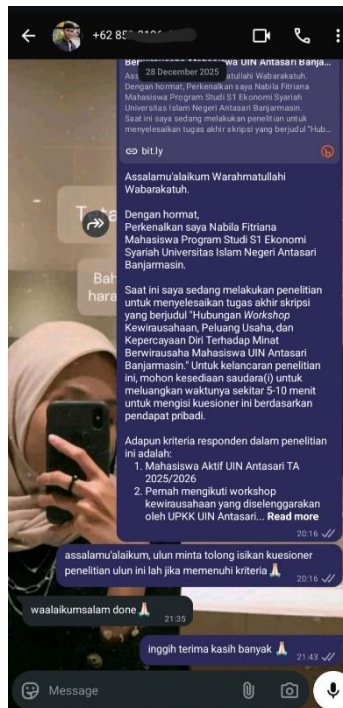 +62 85
Berwirausaha Mahasiswa UIN Antasari Banja...
28 December 2025
Dengan hormat, Perkenalkan saya Nabila Fitriana
Mahasiswa Program Studi S1 Ekonomi Syariah
Universitas Islam Negeri Antasari Banjarmasin.
Saat ini saya sedang melakukan penelitian untuk
menyelesaikan tugas akhir skripsi yang berjudul "Hub...
bit.ly
Assalamu'alaikum Warahmatullahi
Wabarakatuh.
Dengan hormat,
Perkenalkan saya Nabila Fitriana
Mahasiswa Program Studi S1 Ekonomi
Syariah Universitas Islam Negeri Antasari
Banjarmasin.
Saat ini saya sedang melakukan penelitian
untuk menyelesaikan tugas akhir skripsi
yang berjudul "Hubungan Workshop
Kewirausahaan, Peluang Usaha, dan
Kepercayaan Diri Terhadap Minat
Berwirausaha Mahasiswa UIN Antasari
Banjarmasin." Untuk kelancaran penelitian
ini, mohon kesediaan saudara(i) untuk
meluangkan waktunya sekitar 5-10 menit
untuk mengisi kuesioner ini berdasarkan
pendapat pribadi.
Adapun kriteria responden dalam penelitian
ini adalah:
1. Mahasiswa Aktif UIN Antasari TA
2025/2026
2. Pernah mengikuti workshop
kewirausahaan yang diselenggarakan
oleh UPKK UIN Antasari... Read more
20:16
assalamu'alaikum, ulun minta tolong isikan kuesioner
penelitian ulun ini lah jika memenuhi kriteria 🙏🏻
20:16
waalaikumsalam done 🙏🏻
21:35
inggih terima kasih banyak 🙏🏻
21:43
Message